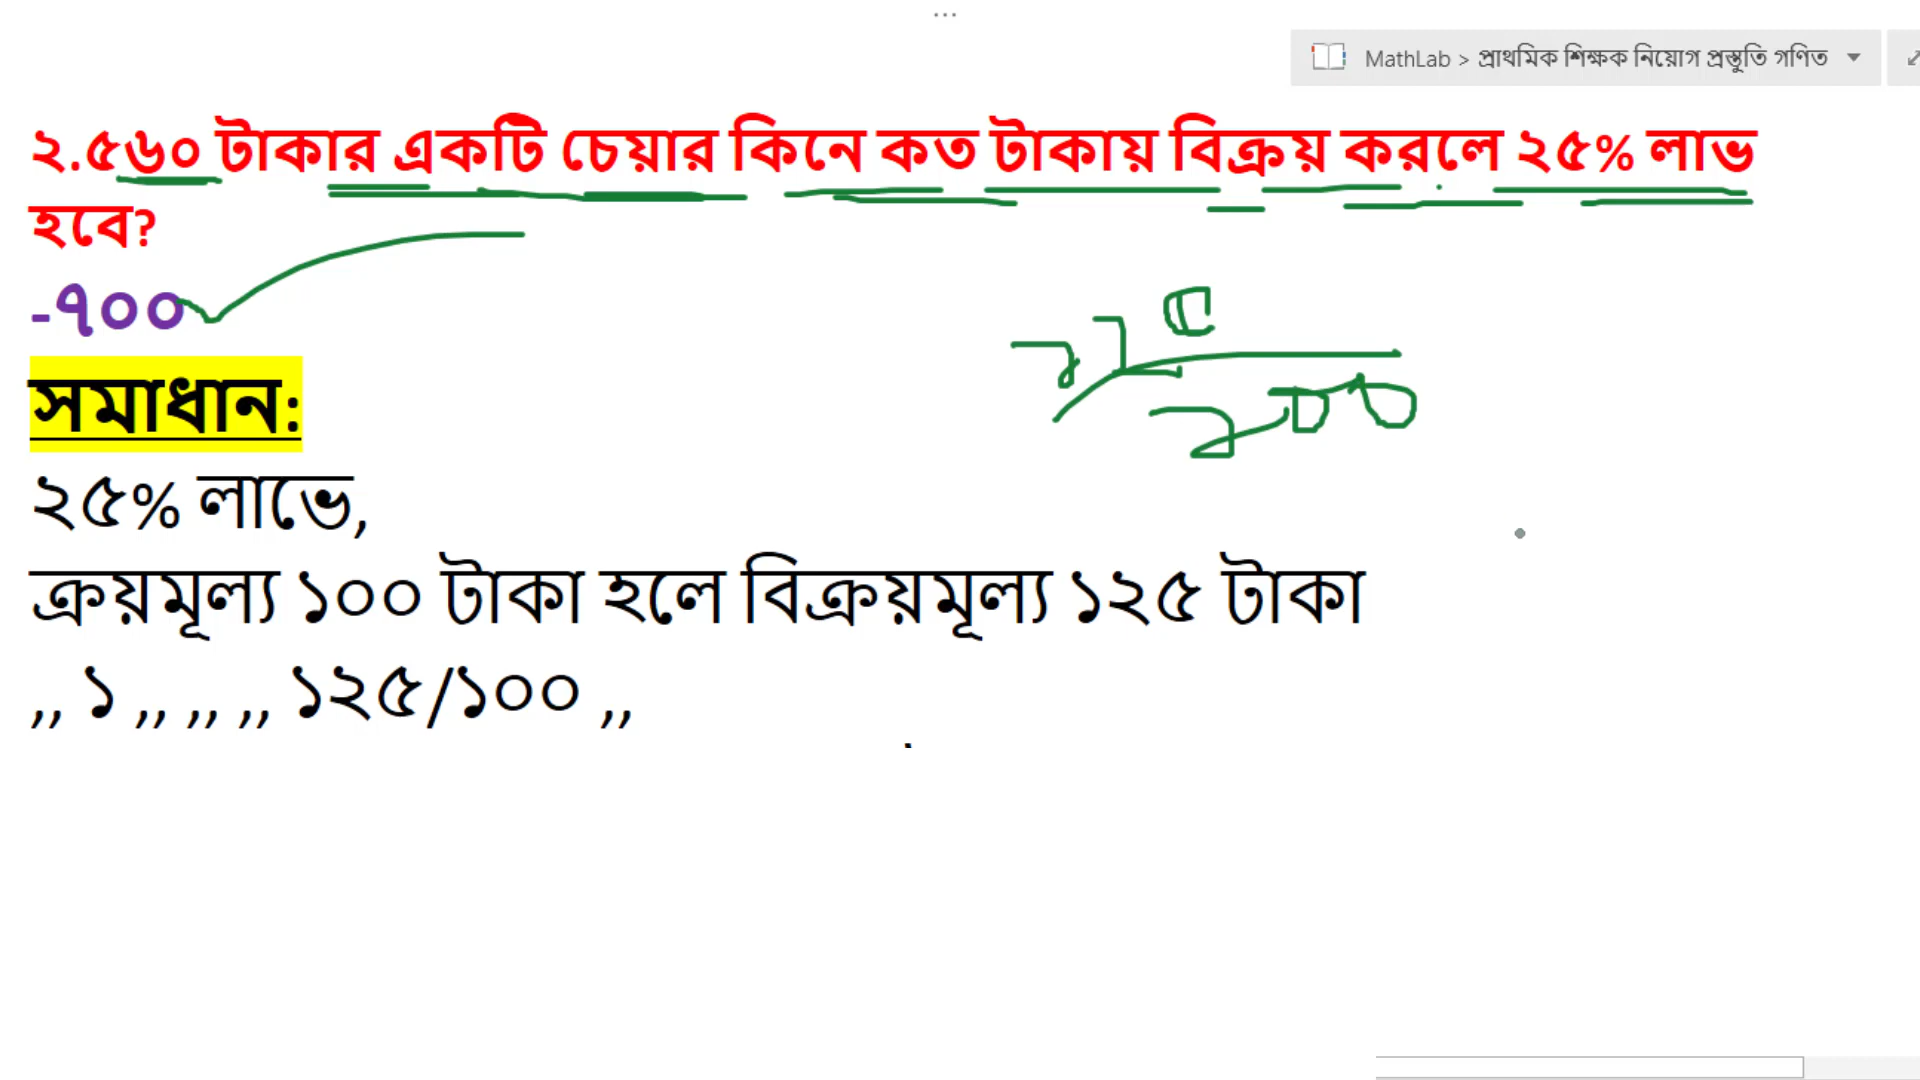 ...
MathLab > প্রাথমিক শিক্ষক নিয়োগ প্রস্তুতি গণিত
২.৫৬০ টাকার একটি চেয়ার কিনে কত টাকায় বিক্রয় করলে ২৫% লাভ
হবে?
-৭০০
সমাধান:
২৫% লাভে,
ক্রয়মূল্য ১০০ টাকা হলে বিক্রয়মূল্য ১২৫ টাকা
,, ১ ,, ,, ,, ১২৫/১০০ ,,